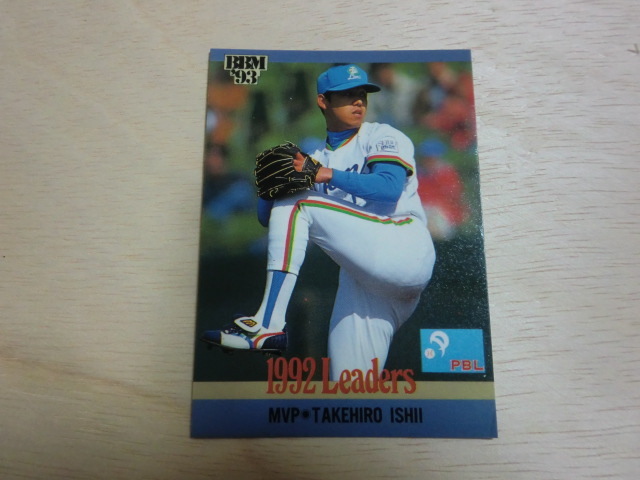 BBM
'93
1992 Leaders
PBL
MVP✺TAKEHIRO ISHII